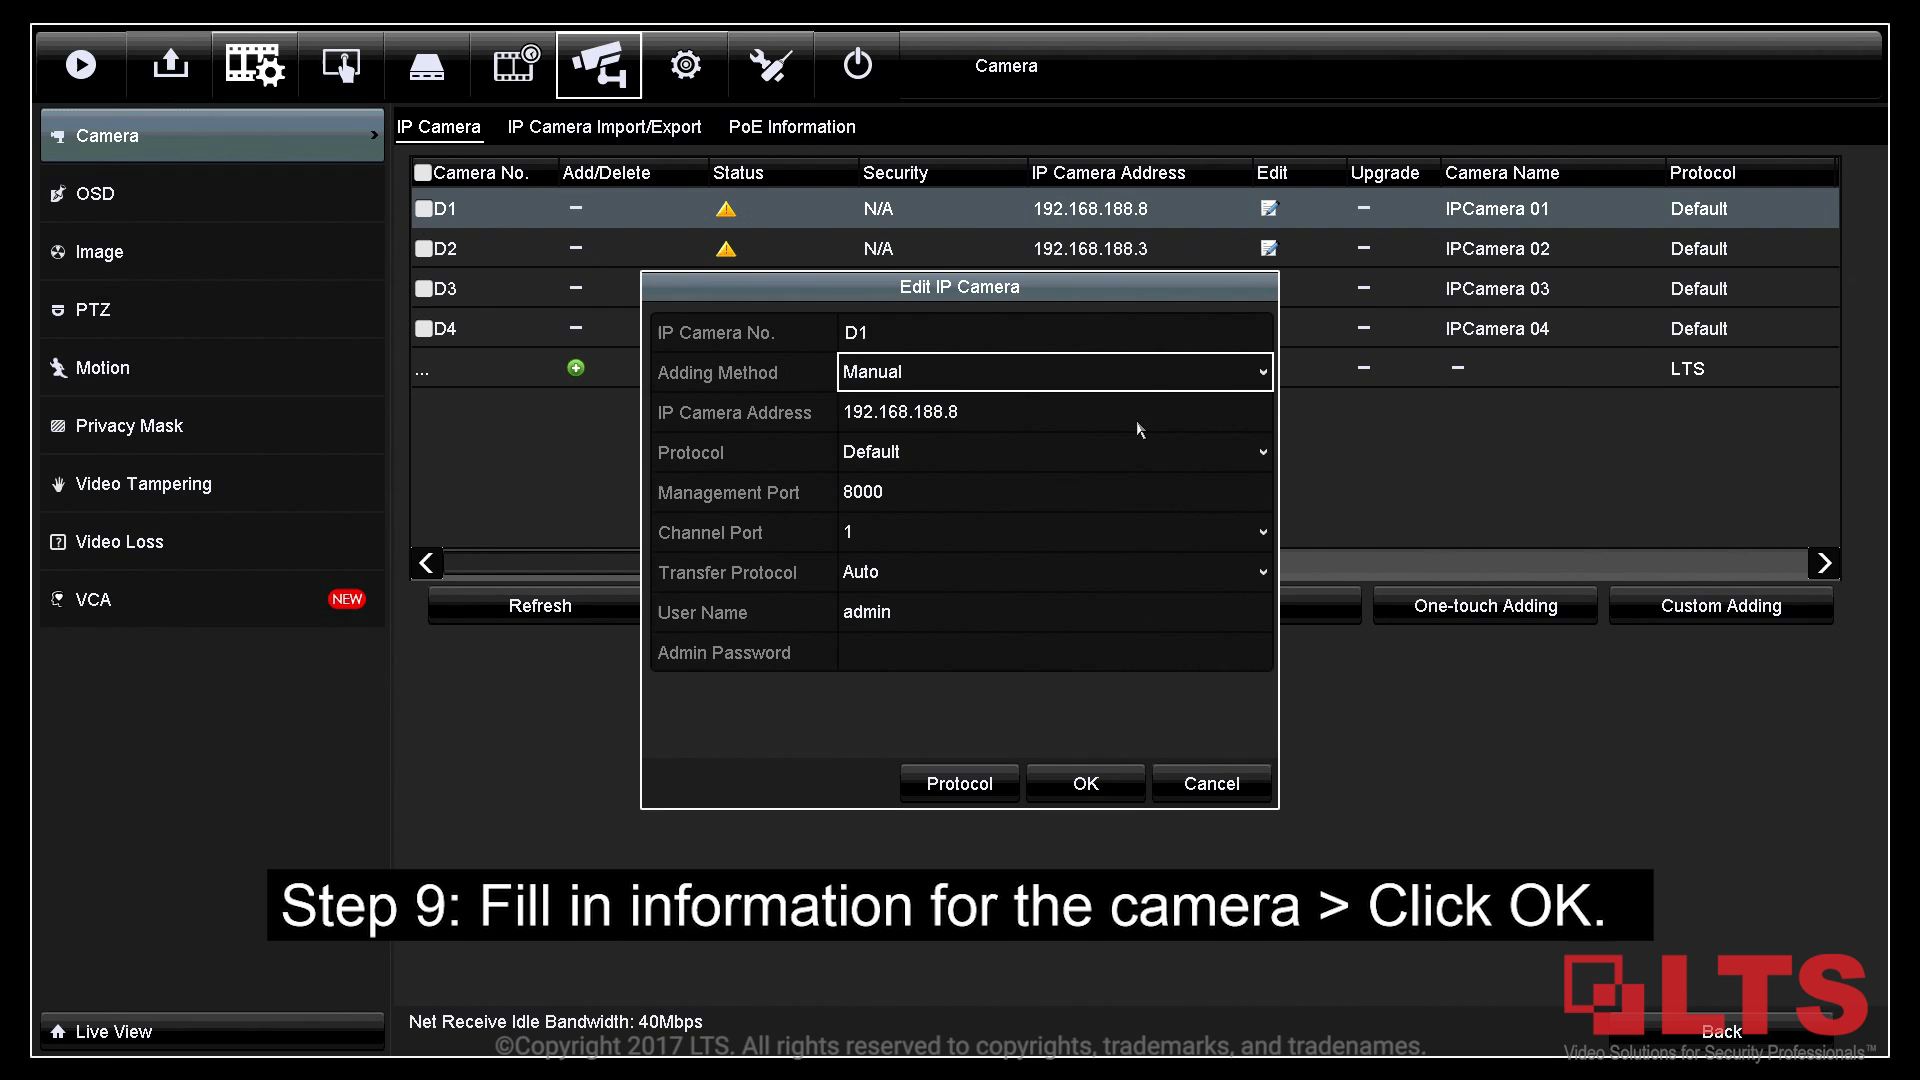 Camera
Camera
OSD
Image
PTZ
Motion
Privacy Mask
Video Tampering
Video Loss
VCA NEW
Live View
IP Camera IP Camera Import/Export PoE Information
Camera No. Add/Delete Status Security IP Camera Address Edit Upgrade Camera Name Protocol
D1 – N/A 192.168.188.8 – IPCamera 01 Default
D2 – N/A 192.168.188.3 – IPCamera 02 Default
D3 – – IPCamera 03 Default
D4 – – IPCamera 04 Default
... – – LTS
Edit IP Camera
IP Camera No. D1
Adding Method Manual
IP Camera Address 192.168.188.8
Protocol Default
Management Port 8000
Channel Port 1
Transfer Protocol Auto
User Name admin
Admin Password
Protocol OK Cancel
Refresh One-touch Adding Custom Adding
Step 9: Fill in information for the camera > Click OK.
LTS
Net Receive Idle Bandwidth: 40Mbps
Back
©Copyright 2017 LTS. All rights reserved to copyrights, trademarks, and tradenames.
Video Solutions for Security Professionals™